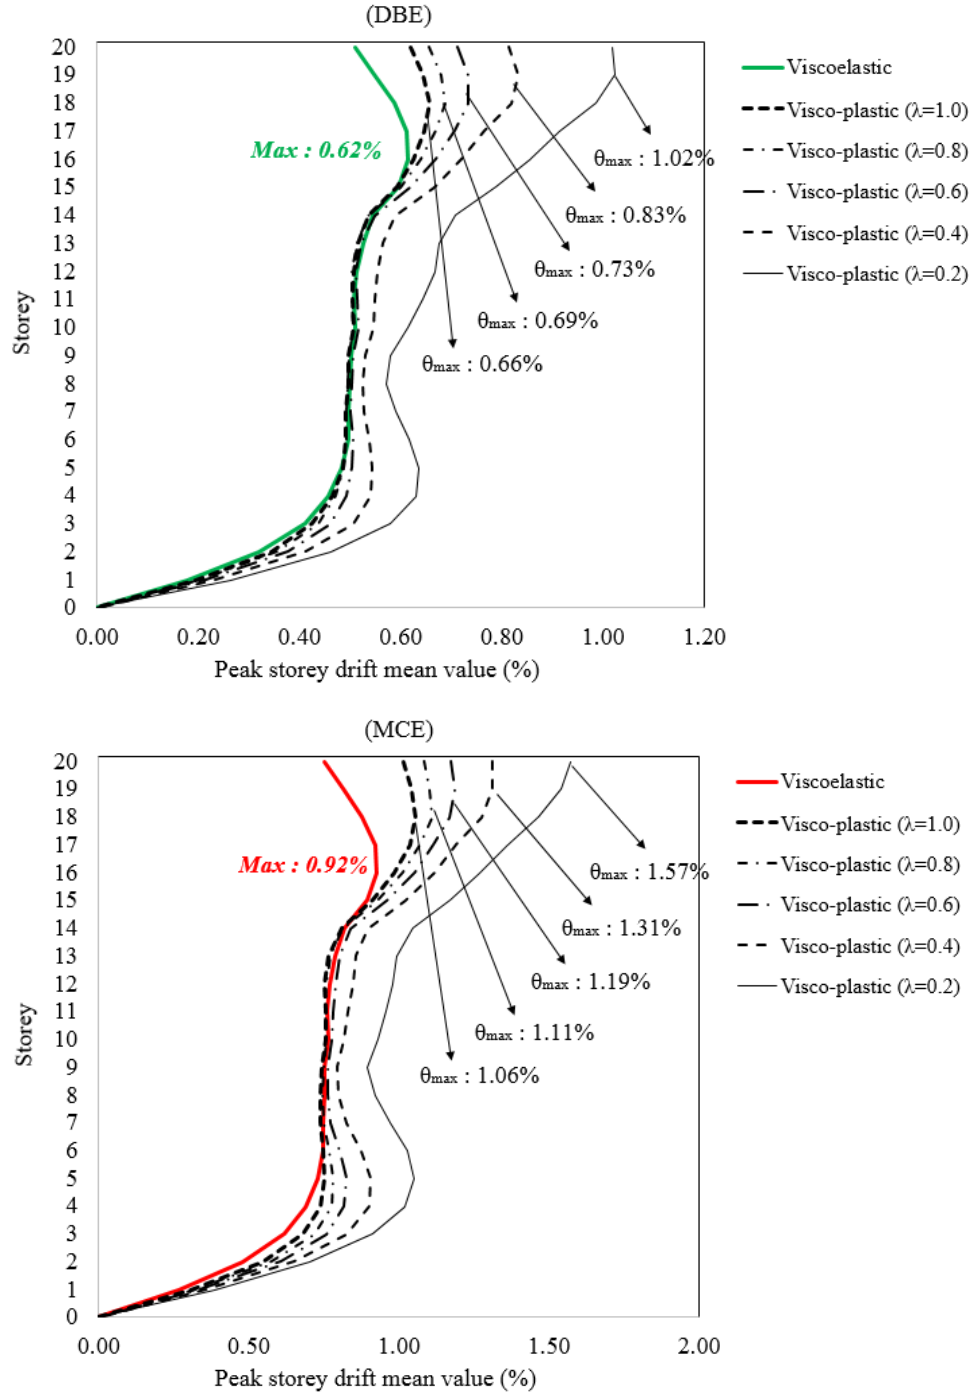 (DBE)
20
19
18
17
16
15
14
13
12
11
10
9
8
7
6
5
4
3
2
1
0
Storey
Max : 0.62%
θmax : 1.02%
θmax : 0.83%
θmax : 0.73%
θmax : 0.69%
θmax : 0.66%
0.00 0.20 0.40 0.60 0.80 1.00 1.20
Peak storey drift mean value (%)
Viscoelastic
Visco-plastic (λ=1.0)
Visco-plastic (λ=0.8)
Visco-plastic (λ=0.6)
Visco-plastic (λ=0.4)
Visco-plastic (λ=0.2)
(MCE)
20
19
18
17
16
15
14
13
12
11
10
9
8
7
6
5
4
3
2
1
0
Storey
Max : 0.92%
θmax : 1.57%
θmax : 1.31%
θmax : 1.19%
θmax : 1.11%
θmax : 1.06%
0.00 0.50 1.00 1.50 2.00
Peak storey drift mean value (%)
Viscoelastic
Visco-plastic (λ=1.0)
Visco-plastic (λ=0.8)
Visco-plastic (λ=0.6)
Visco-plastic (λ=0.4)
Visco-plastic (λ=0.2)